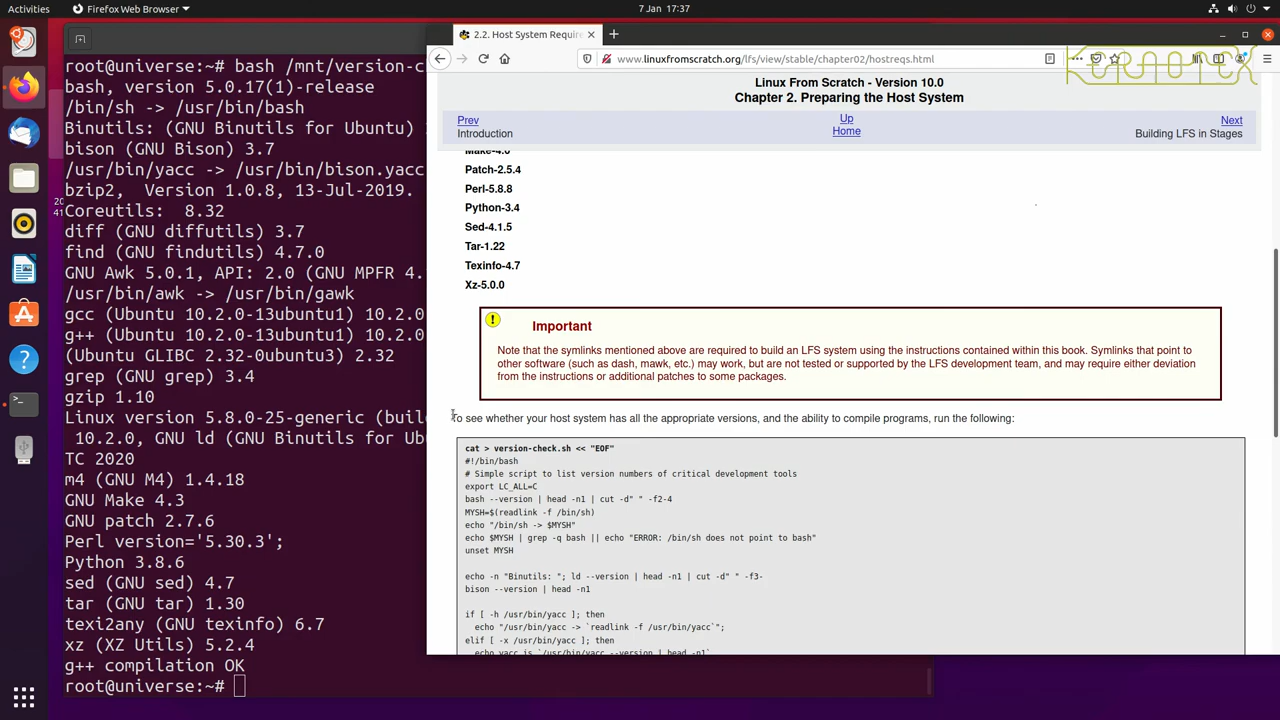 Activities
Firefox Web Browser
7 Jan 17:37
root@universe:~# bash /mnt/version-c
bash, version 5.0.17(1)-release
/bin/sh -> /usr/bin/bash
Binutils: (GNU Binutils for Ubuntu)
bison (GNU Bison) 3.7
/usr/bin/yacc -> /usr/bin/bison.yacc
bzip2, Version 1.0.8, 13-Jul-2019.
Coreutils: 8.32
diff (GNU diffutils) 3.7
find (GNU findutils) 4.7.0
GNU Awk 5.0.1, API: 2.0 (GNU MPFR 4.
/usr/bin/awk -> /usr/bin/gawk
gcc (Ubuntu 10.2.0-13ubuntu1) 10.2.0
g++ (Ubuntu 10.2.0-13ubuntu1) 10.2.0
(Ubuntu GLIBC 2.32-0ubuntu3) 2.32
grep (GNU grep) 3.4
gzip 1.10
Linux version 5.8.0-25-generic (buil
10.2.0, GNU ld (GNU Binutils for Ub
TC 2020
m4 (GNU M4) 1.4.18
GNU Make 4.3
GNU patch 2.7.6
Perl version='5.30.3';
Python 3.8.6
sed (GNU sed) 4.7
tar (GNU tar) 1.30
texi2any (GNU texinfo) 6.7
xz (XZ Utils) 5.2.4
g++ compilation OK
root@universe:~#
2.2. Host System Require
www.linuxfromscratch.org/lfs/view/stable/chapter02/hostreqs.html
Linux From Scratch - Version 10.0
Chapter 2. Preparing the Host System
Prev
Up
Next
Introduction
Home
Building LFS in Stages
Make-4.0
Patch-2.5.4
Perl-5.8.8
Python-3.4
Sed-4.1.5
Tar-1.22
Texinfo-4.7
Xz-5.0.0
Important
Note that the symlinks mentioned above are required to build an LFS system using the instructions contained within this book. Symlinks that point to
other software (such as dash, mawk, etc.) may work, but are not tested or supported by the LFS development team, and may require either deviation
from the instructions or additional patches to some packages.
To see whether your host system has all the appropriate versions, and the ability to compile programs, run the following:
cat > version-check.sh << "EOF"
#!/bin/bash
# Simple script to list version numbers of critical development tools
export LC_ALL=C
bash --version | head -n1 | cut -d" " -f2-4
MYSH=$(readlink -f /bin/sh)
echo "/bin/sh -> $MYSH"
echo $MYSH | grep -q bash || echo "ERROR: /bin/sh does not point to bash"
unset MYSH
echo -n "Binutils: "; ld --version | head -n1 | cut -d" " -f3-
bison --version | head -n1
if [ -h /usr/bin/yacc ]; then
echo "/usr/bin/yacc -> `readlink -f /usr/bin/yacc`";
elif [ -x /usr/bin/yacc ]; then
echo yacc is `/usr/bin/yacc --version | head -n1`